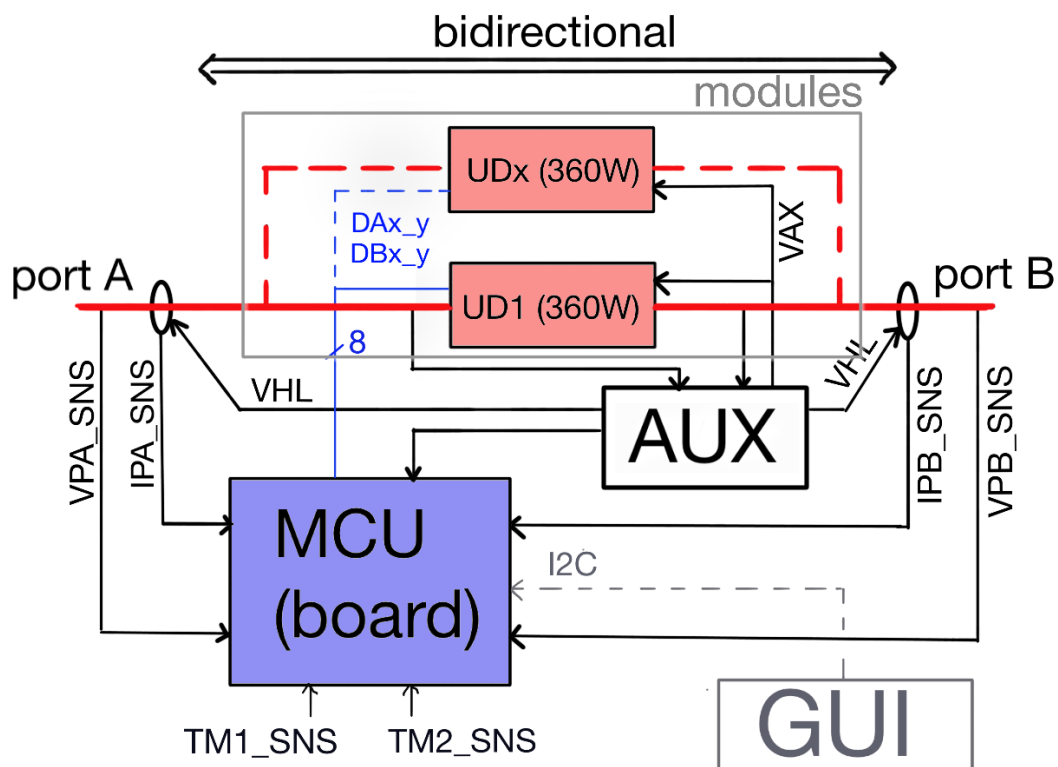 bidirectional
modules
UDx (360W)
DAx_y
DBx_y
VAX
port A
UD1 (360W)
port B
8
VHL
VHL
AUX
VPA_SNS
IPA_SNS
IPB_SNS
VPB_SNS
MCU
(board)
I2C
TM1_SNS
TM2_SNS
GUI